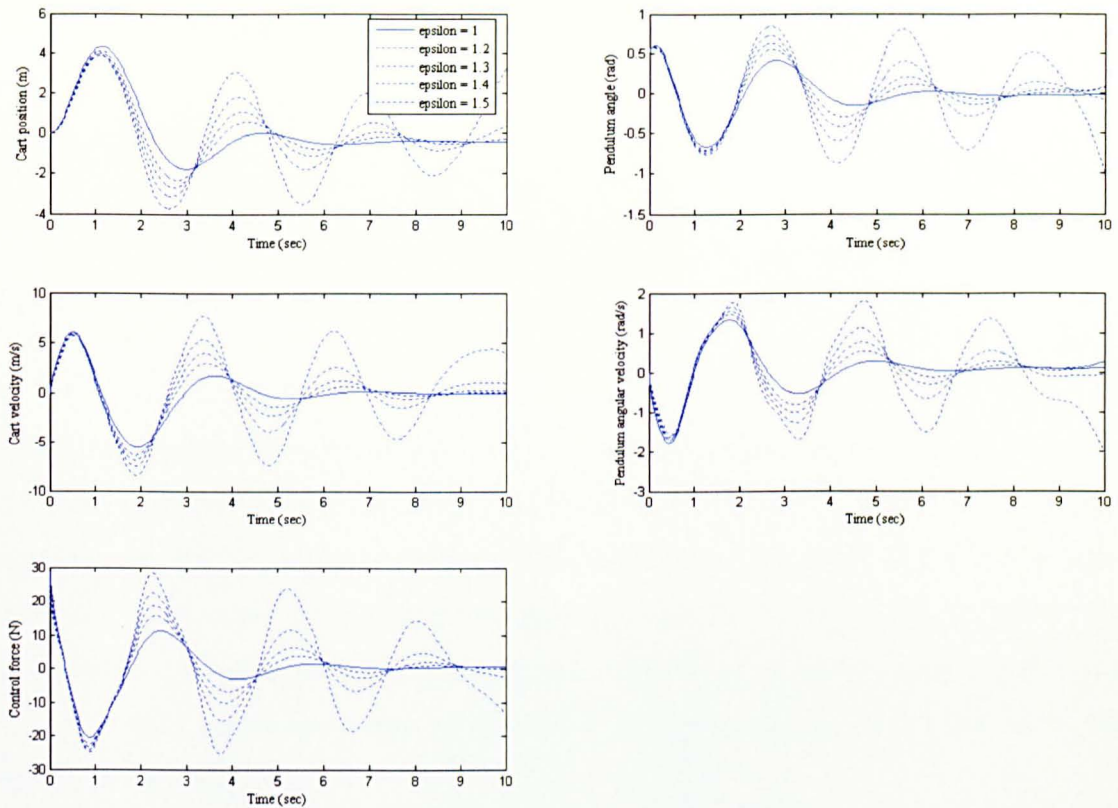 Cart position (m)
6
4
2
0
-2
-4
0 1 2 3 4 5 6 7 8 9 10
Time (sec)
epsilon = 1
epsilon = 1.2
epsilon = 1.3
epsilon = 1.4
epsilon = 1.5
Pendulum angle (rad)
1
0.5
0
-0.5
-1
-1.5
0 1 2 3 4 5 6 7 8 9 10
Time (sec)
Cart velocity (m/s)
10
5
0
-5
-10
0 1 2 3 4 5 6 7 8 9 10
Time (sec)
Pendulum angular velocity (rad/s)
2
1
0
-1
-2
-3
0 1 2 3 4 5 6 7 8 9 10
Time (sec)
Control force (N)
30
20
10
0
-10
-20
-30
0 1 2 3 4 5 6 7 8 9 10
Time (sec)